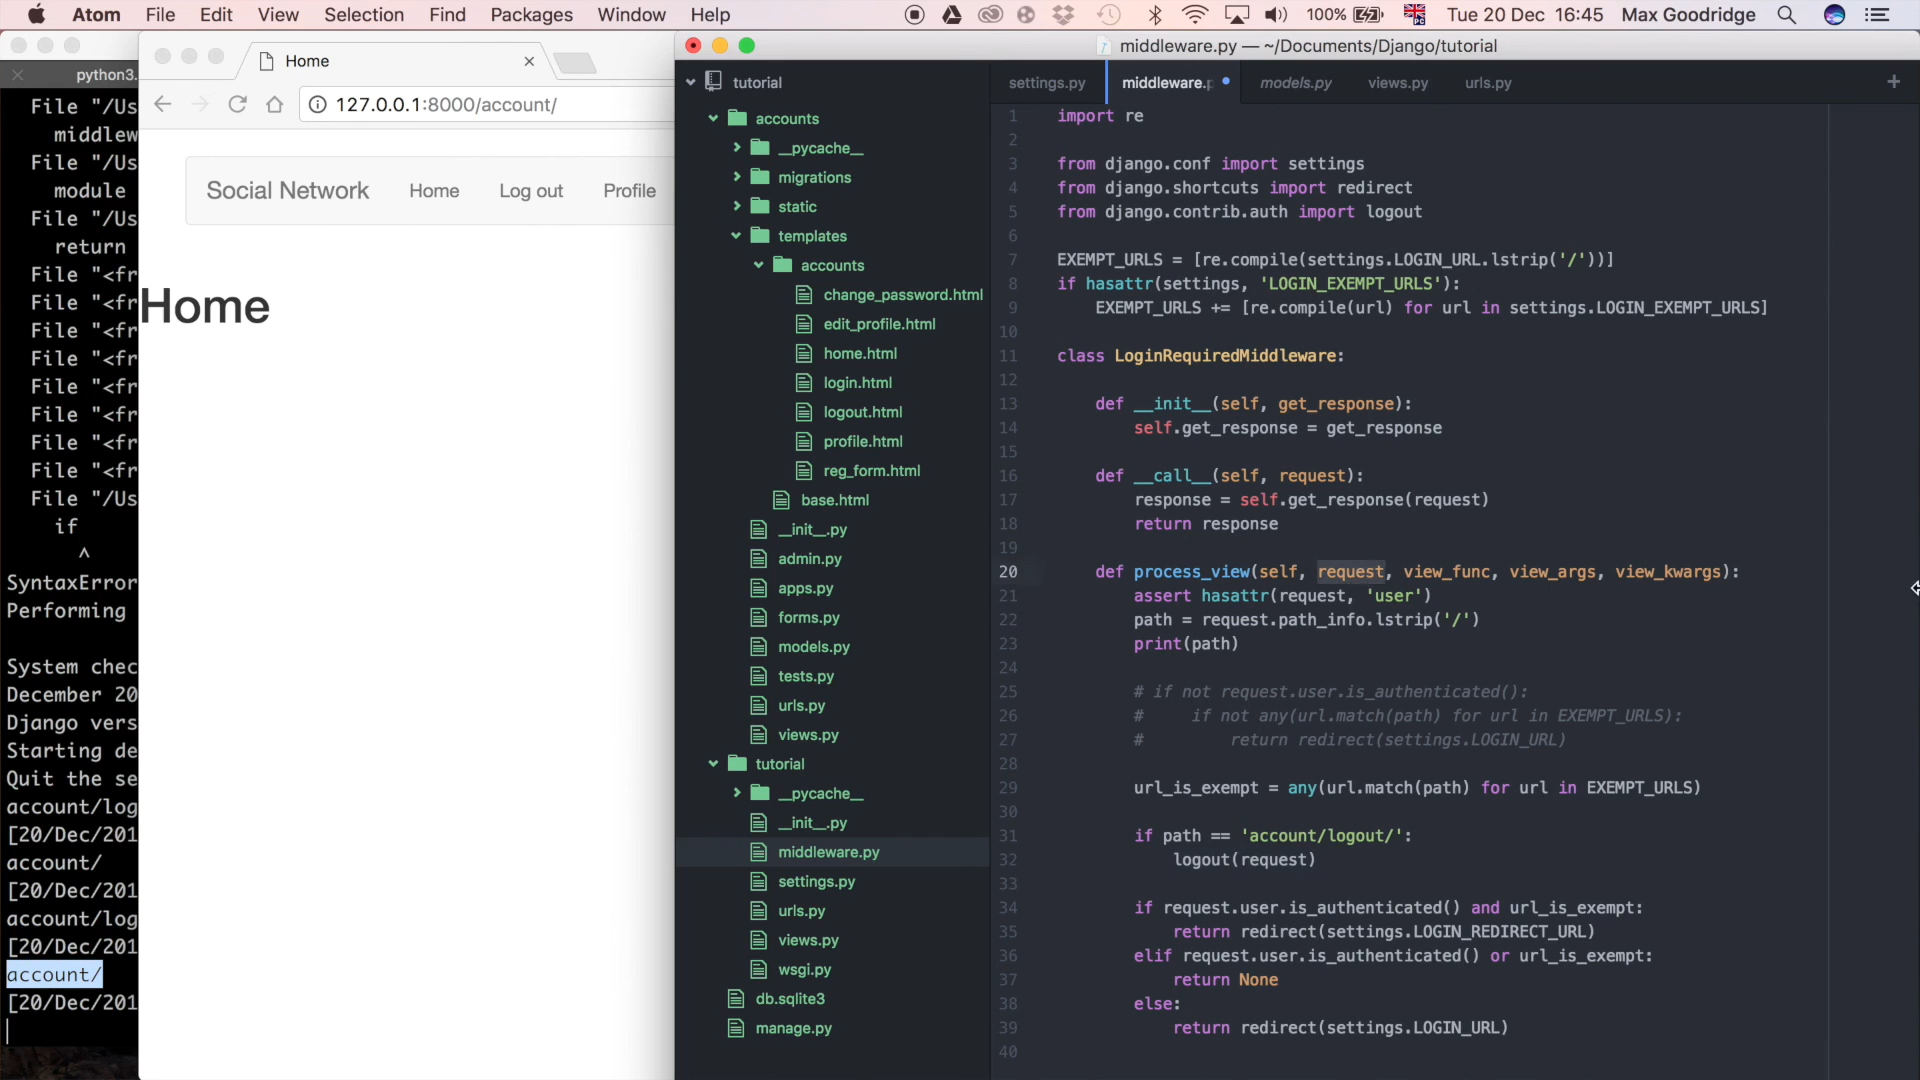 Atom File Edit View Selection Find Packages Window Help 100% Tue 20 Dec 16:45 Max Goodridge
python3.
File "/Us
middlew
File "/Us
module
File "/Us
return
File "<fr
File "<fr
File "<fr
File "<fr
File "<fr
File "<fr
File "<fr
File "<fr
File "/Us
if
^
SyntaxError
Performing
System chec
December 20
Django vers
Starting de
Quit the se
account/log
[20/Dec/201
account/
[20/Dec/201
account/log
[20/Dec/201
account/
[20/Dec/201
Home
127.0.0.1:8000/account/
Social Network Home Log out Profile
Home
middleware.py — ~/Documents/Django/tutorial
tutorial
accounts
__pycache__
migrations
static
templates
accounts
change_password.html
edit_profile.html
home.html
login.html
logout.html
profile.html
reg_form.html
base.html
__init__.py
admin.py
apps.py
forms.py
models.py
tests.py
urls.py
views.py
tutorial
__pycache__
__init__.py
middleware.py
settings.py
urls.py
views.py
wsgi.py
db.sqlite3
manage.py
settings.py middleware.p models.py views.py urls.py
1 import re
2
3 from django.conf import settings
4 from django.shortcuts import redirect
5 from django.contrib.auth import logout
6
7 EXEMPT_URLS = [re.compile(settings.LOGIN_URL.lstrip('/'))]
8 if hasattr(settings, 'LOGIN_EXEMPT_URLS'):
9 EXEMPT_URLS += [re.compile(url) for url in settings.LOGIN_EXEMPT_URLS]
10
11 class LoginRequiredMiddleware:
12
13 def __init__(self, get_response):
14 self.get_response = get_response
15
16 def __call__(self, request):
17 response = self.get_response(request)
18 return response
19
20 def process_view(self, request, view_func, view_args, view_kwargs):
21 assert hasattr(request, 'user')
22 path = request.path_info.lstrip('/')
23 print(path)
24
25 # if not request.user.is_authenticated():
26 # if not any(url.match(path) for url in EXEMPT_URLS):
27 # return redirect(settings.LOGIN_URL)
28
29 url_is_exempt = any(url.match(path) for url in EXEMPT_URLS)
30
31 if path == 'account/logout/':
32 logout(request)
33
34 if request.user.is_authenticated() and url_is_exempt:
35 return redirect(settings.LOGIN_REDIRECT_URL)
36 elif request.user.is_authenticated() or url_is_exempt:
37 return None
38 else:
39 return redirect(settings.LOGIN_URL)
40